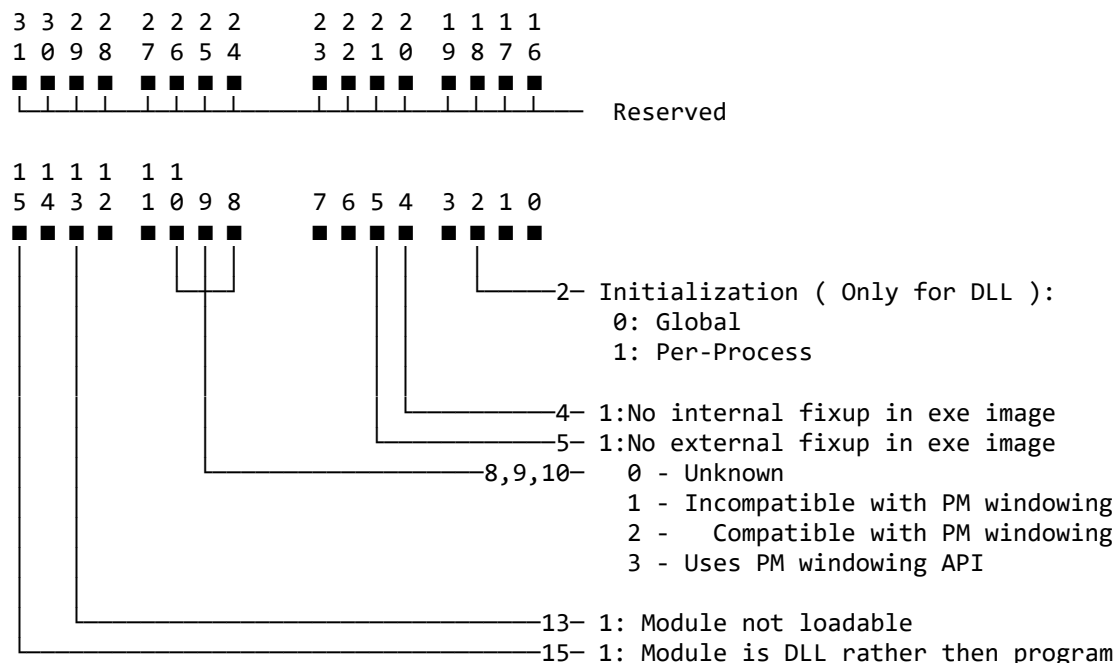 3 3 2 2 2 2 2 2 2 2 2 2 1 1 1 1
1 0 9 8 7 6 5 4 3 2 1 0 9 8 7 6
Reserved
1 1 1 1 1 1
5 4 3 2 1 0 9 8 7 6 5 4 3 2 1 0
2 Initialization ( Only for DLL ):
0: Global
1: Per-Process
4 1:No internal fixup in exe image
5 1:No external fixup in exe image
8,9,10 0 - Unknown
1 - Incompatible with PM windowing
2 - Compatible with PM windowing
3 - Uses PM windowing API
13 1: Module not loadable
15 1: Module is DLL rather then program